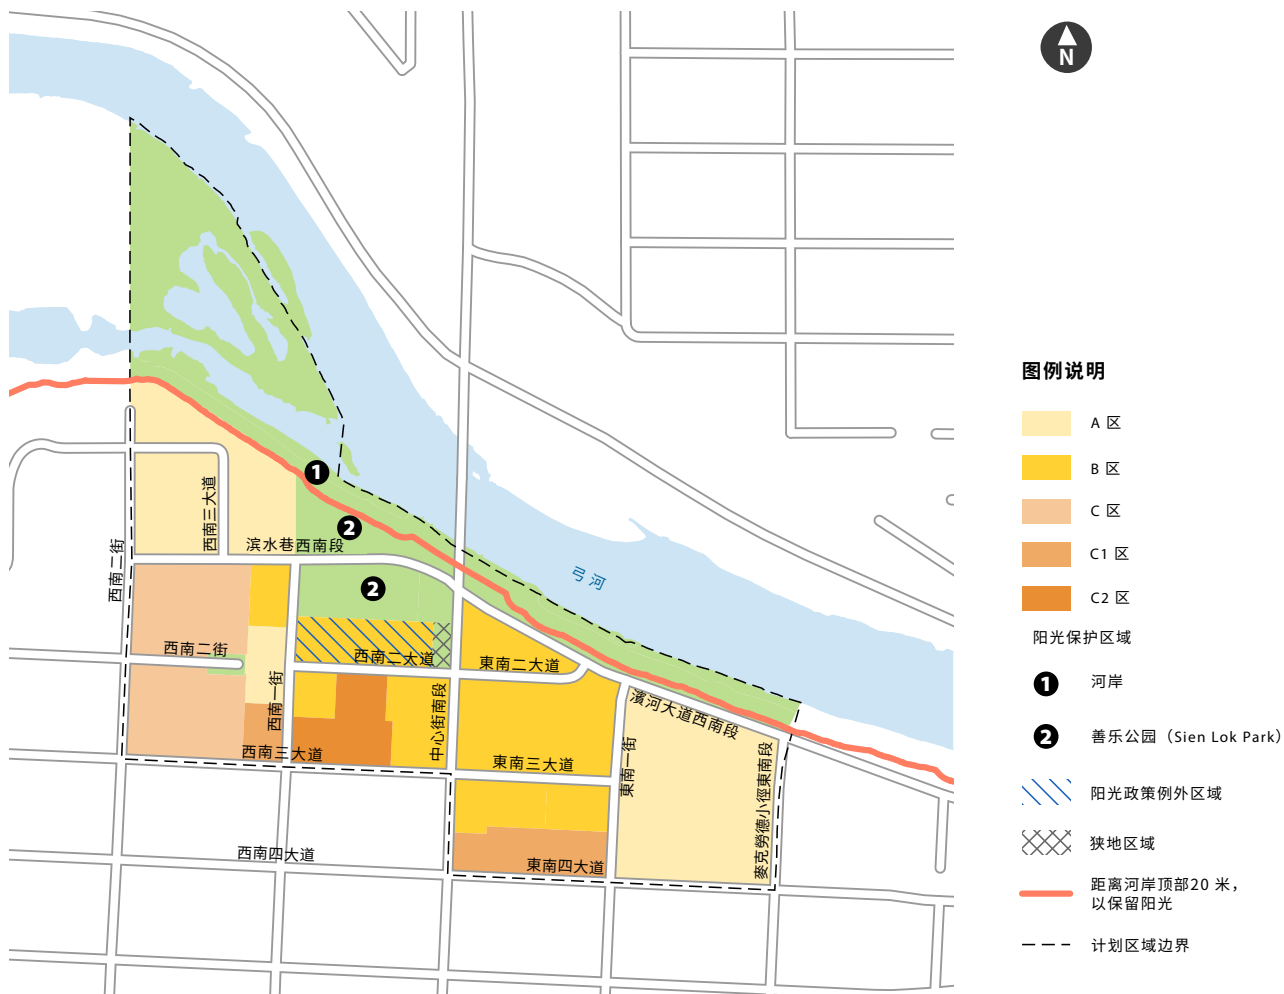 N
图例说明
A 区
B 区
C 区
C1 区
C2 区
阳光保护区域
1 河岸
2 善乐公园（Sien Lok Park）
阳光政策例外区域
狭地区域
距离河岸顶部20 米，
以保留阳光
计划区域边界
1
2
2
弓河
西南三大道
滨水巷西南段
西南二街
西南二街
西南二大道
東南二大道
西南一街
中心街南段
濱河大道西南段
西南三大道
東南三大道
東南一街
麥克勞德小徑東南段
西南四大道
東南四大道